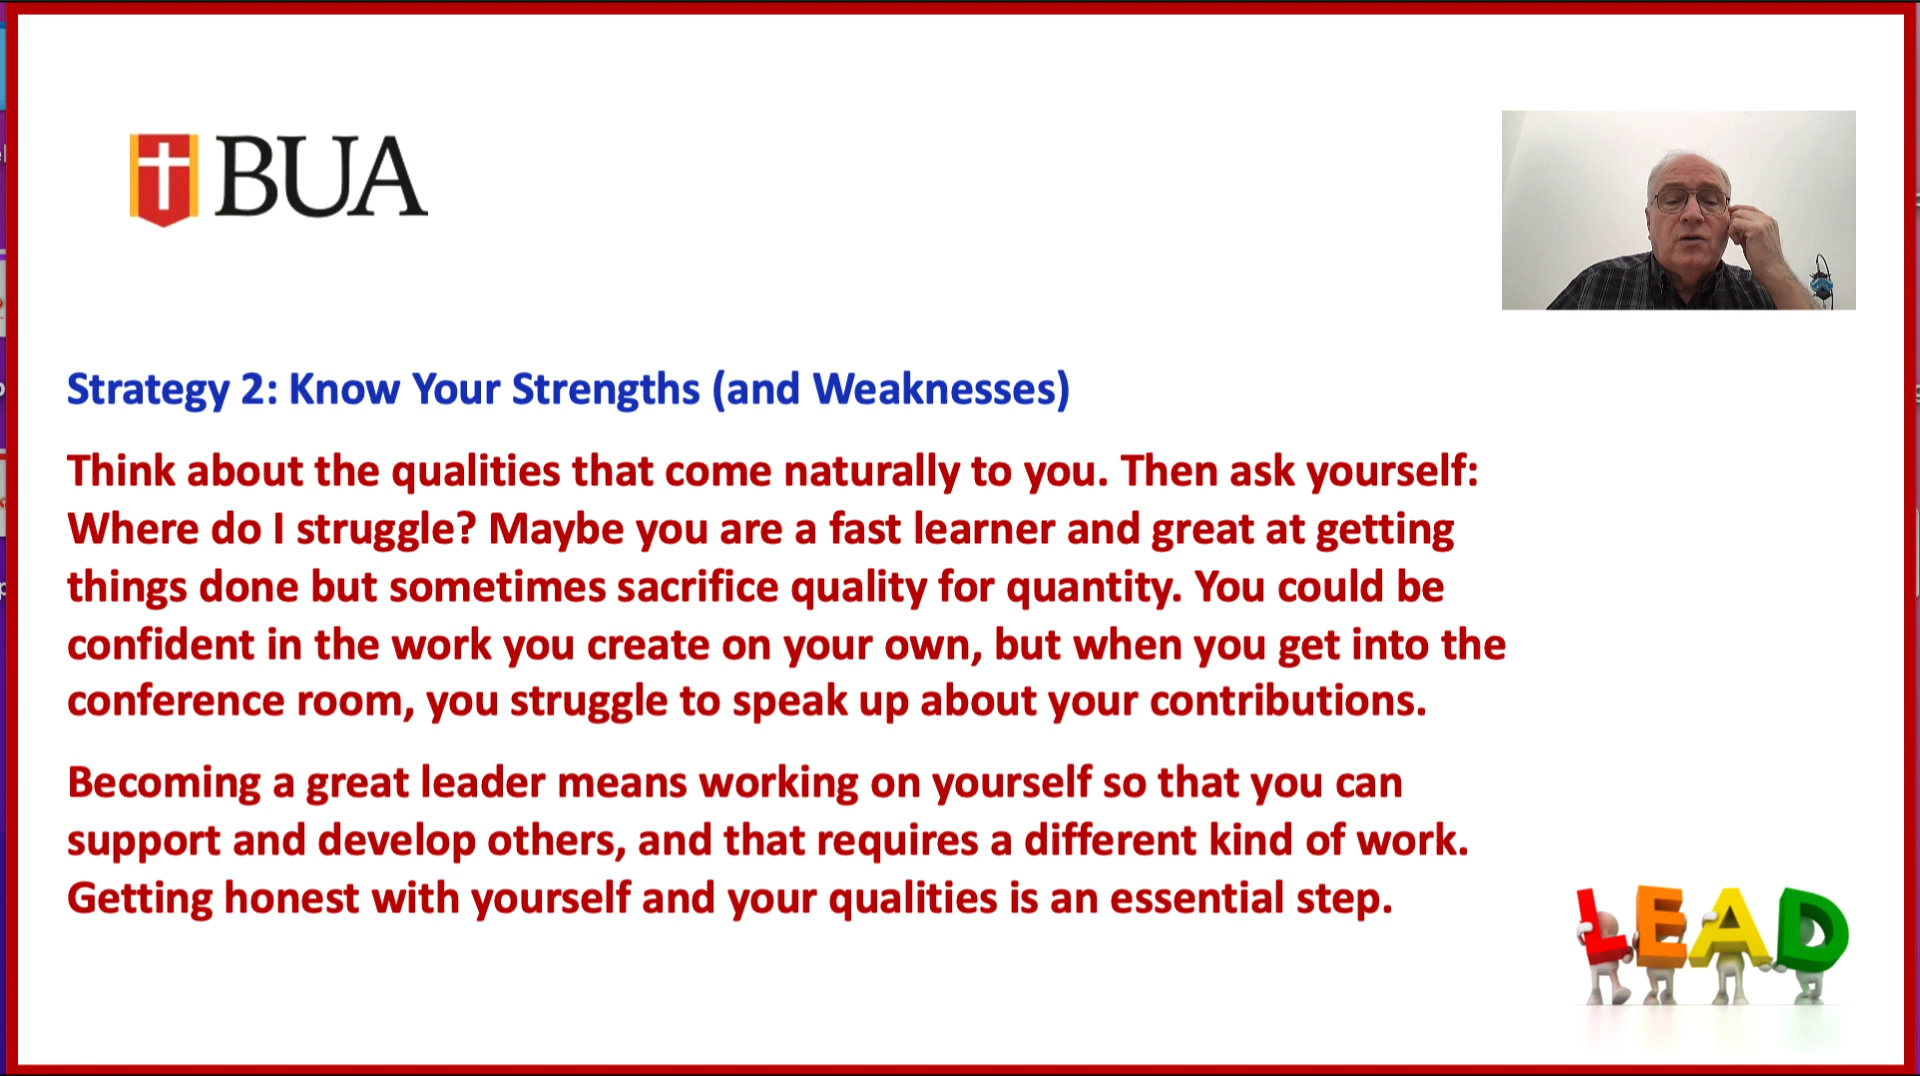 BUA
Strategy 2: Know Your Strengths (and Weaknesses)
Think about the qualities that come naturally to you. Then ask yourself:
Where do I struggle? Maybe you are a fast learner and great at getting
things done but sometimes sacrifice quality for quantity. You could be
confident in the work you create on your own, but when you get into the
conference room, you struggle to speak up about your contributions.
Becoming a great leader means working on yourself so that you can
support and develop others, and that requires a different kind of work.
Getting honest with yourself and your qualities is an essential step.
LEAD